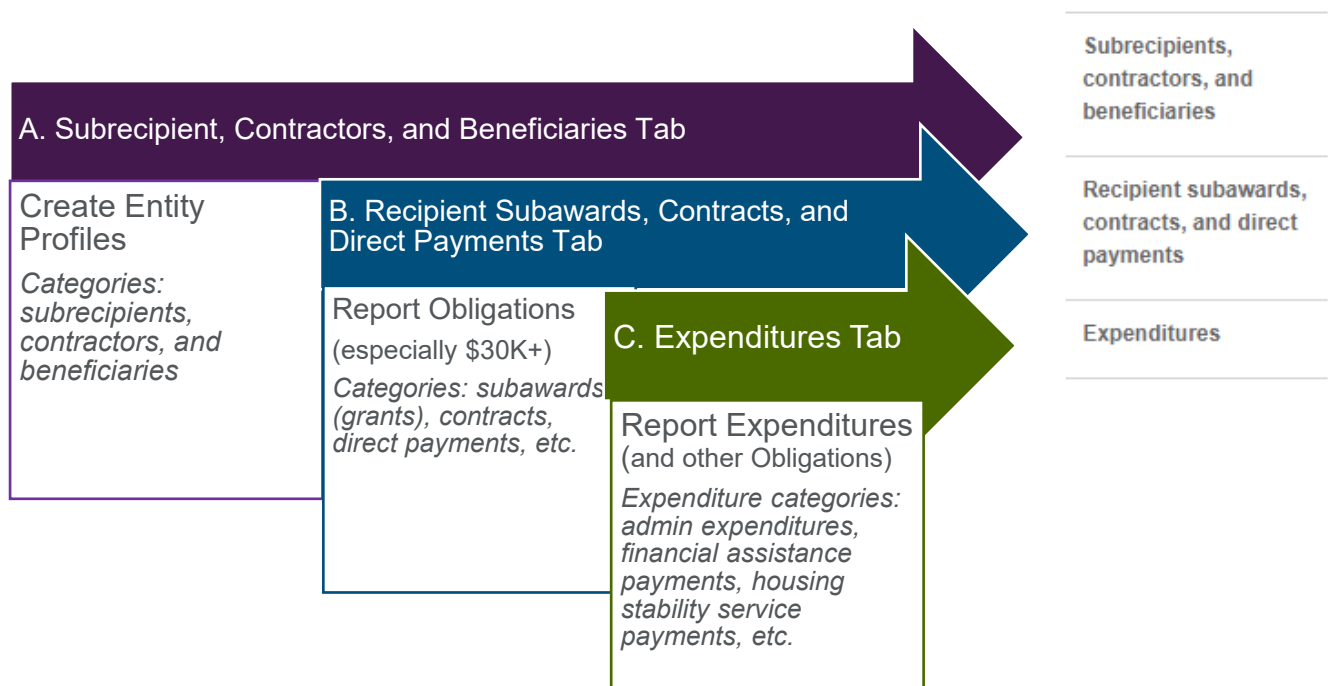 A. Subrecipient, Contractors, and Beneficiaries Tab
Create Entity
Profiles
Categories:
subrecipients,
contractors, and
beneficiaries
B. Recipient Subawards, Contracts, and
Direct Payments Tab
Report Obligations
(especially $30K+)
Categories: subawards
(grants), contracts,
direct payments, etc.
C. Expenditures Tab
Report Expenditures
(and other Obligations)
Expenditure categories:
admin expenditures,
financial assistance
payments, housing
stability service
payments, etc.
Subrecipients,
contractors, and
beneficiaries
Recipient subawards,
contracts, and direct
payments
Expenditures